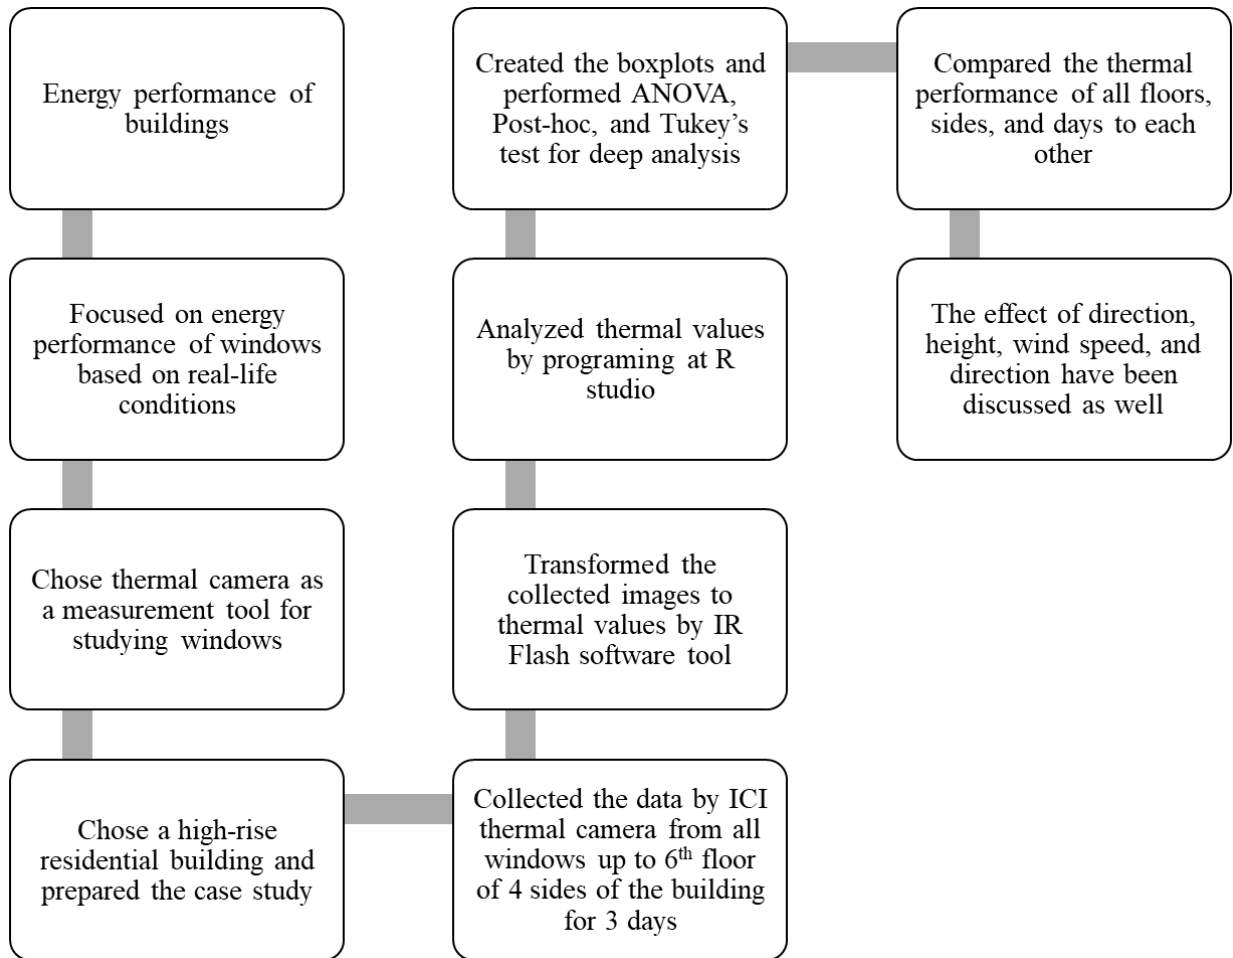 Energy performance of
buildings
Focused on energy
performance of windows
based on real-life
conditions
Chose thermal camera as
a measurement tool for
studying windows
Chose a high-rise
residential building and
prepared the case study
Collected the data by ICI
thermal camera from all
windows up to 6th floor
of 4 sides of the building
for 3 days
Transformed the
collected images to
thermal values by IR
Flash software tool
Analyzed thermal values
by programing at R
studio
Created the boxplots and
performed ANOVA,
Post-hoc, and Tukey’s
test for deep analysis
Compared the thermal
performance of all floors,
sides, and days to each
other
The effect of direction,
height, wind speed, and
direction have been
discussed as well